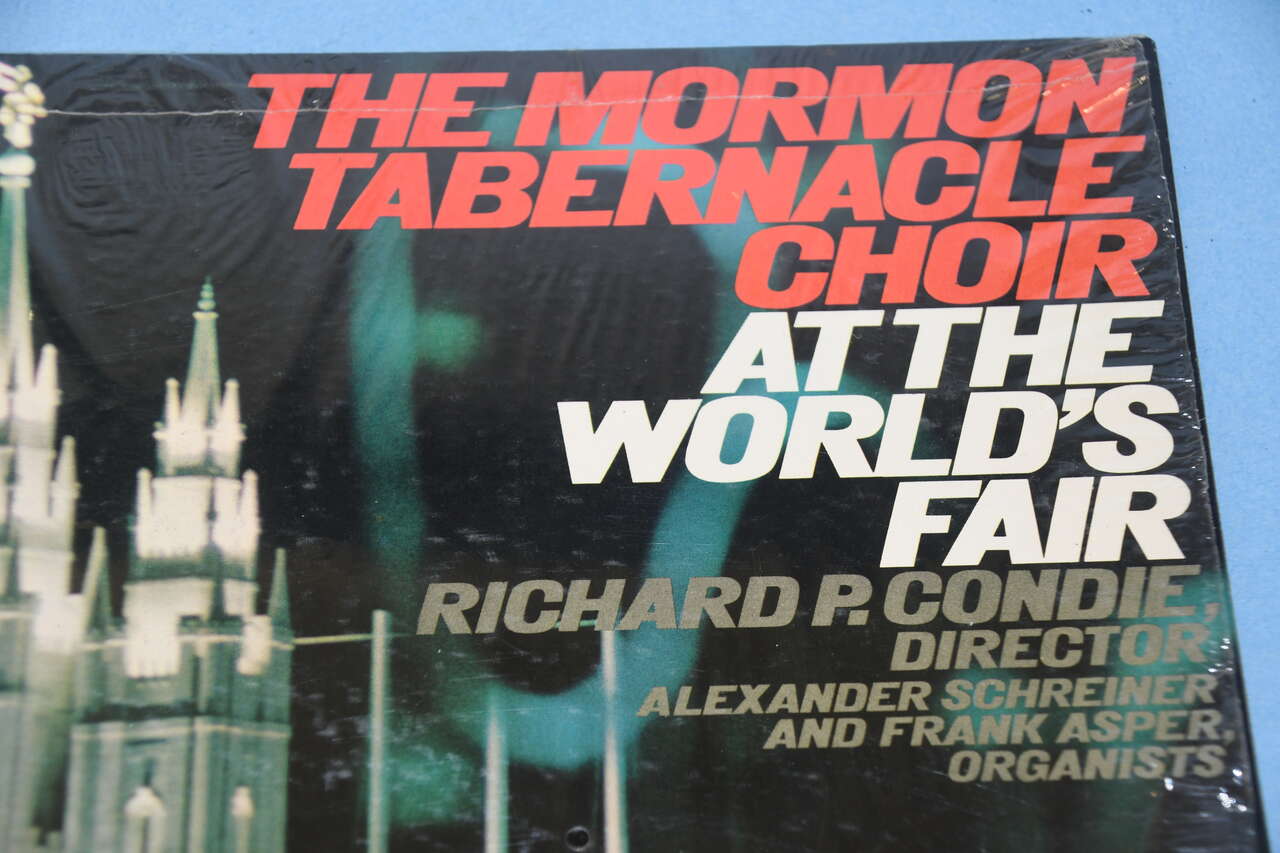 THE MORMON
TABERNACLE
CHOIR
AT THE
WORLD'S
FAIR
RICHARD P. CONDIE,
DIRECTOR
ALEXANDER SCHREINER
AND FRANK ASPER,
ORGANISTS